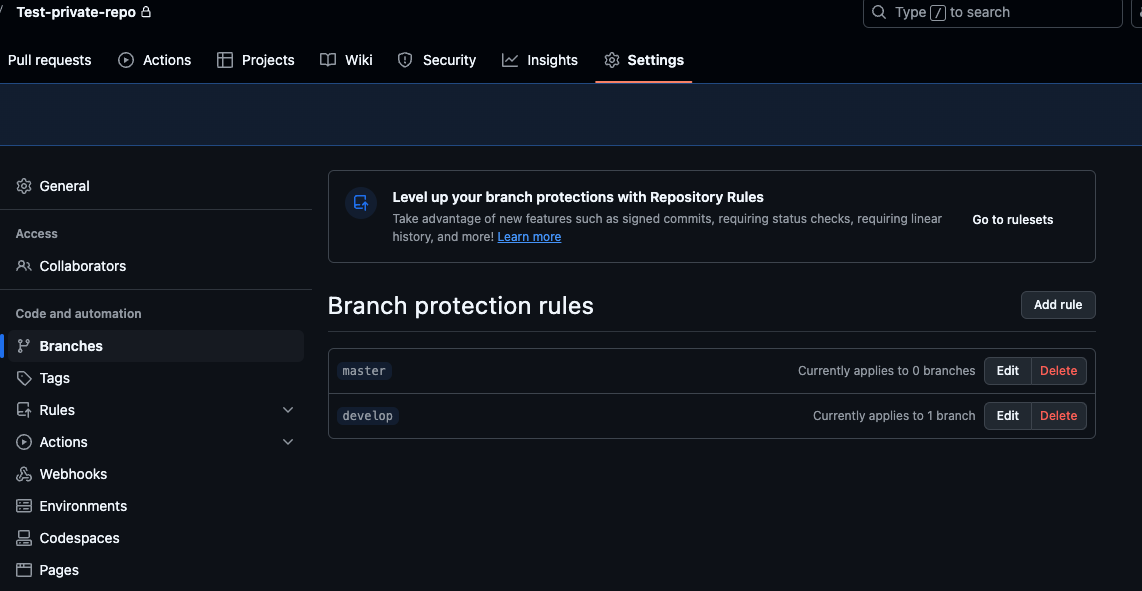 Test-private-repo
Type / to search
Pull requests Actions Projects Wiki Security Insights Settings
General
Access
Collaborators
Code and automation
Branches
Tags
Rules
Actions
Webhooks
Environments
Codespaces
Pages
Level up your branch protections with Repository Rules
Take advantage of new features such as signed commits, requiring status checks, requiring linear
history, and more! Learn more
Go to rulesets
Branch protection rules
Add rule
master Currently applies to 0 branches Edit Delete
develop Currently applies to 1 branch Edit Delete